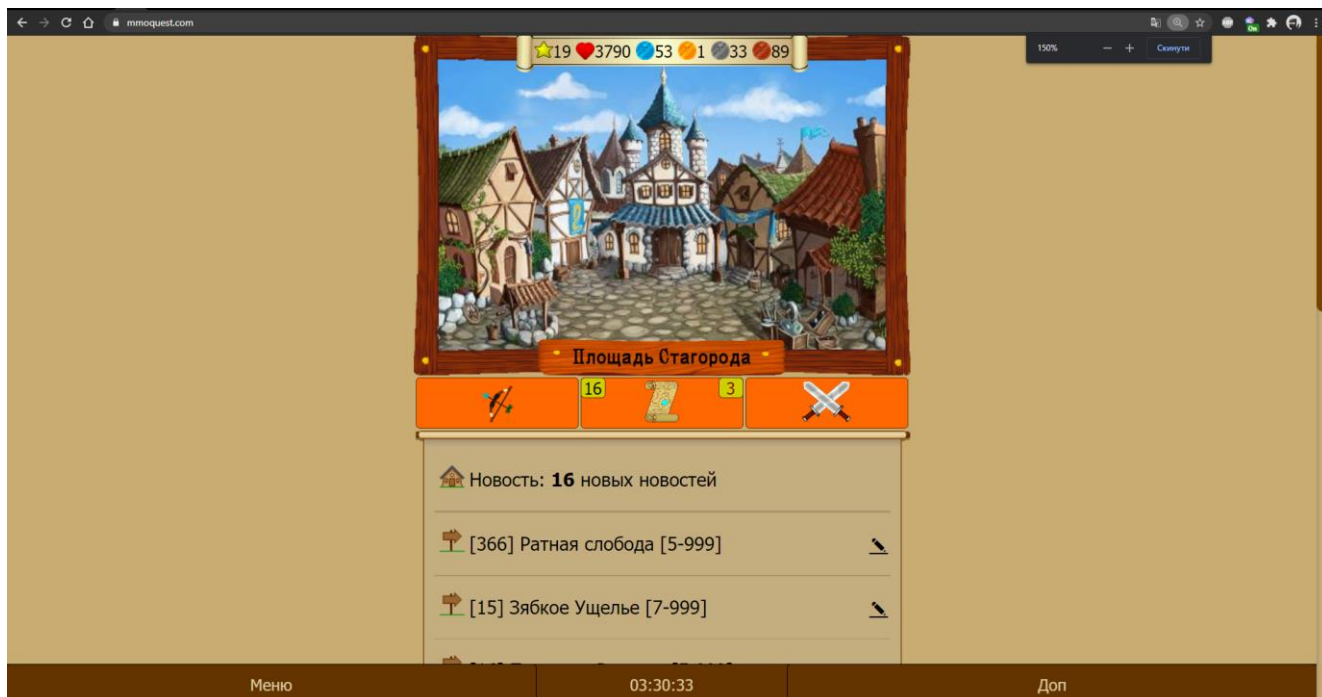 mmoquest.com
On
150% − + Скинути
19 3790 53 1 33 89
Площадь Стагорода
16 3
Новость: 16 новых новостей
[366] Ратная слобода [5-999]
[15] Зябкое Ущелье [7-999]
Меню 03:30:33 Доп